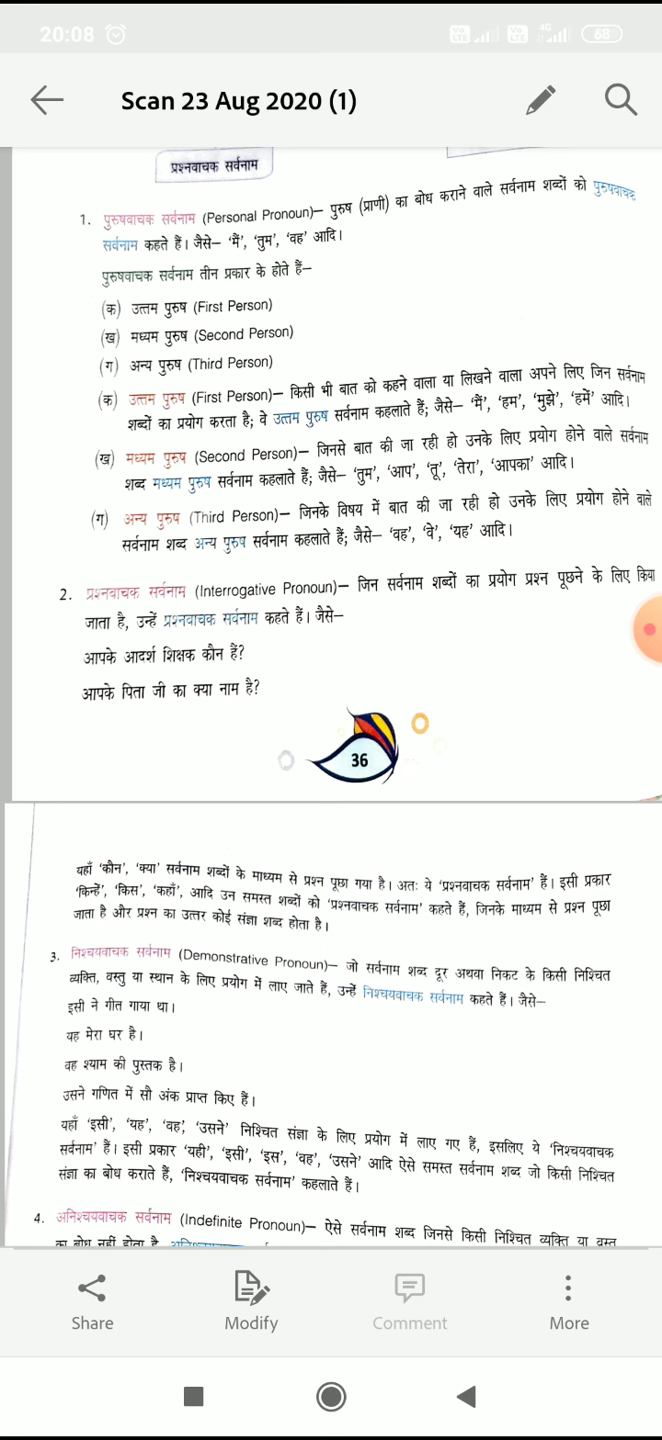 20:08
4G
68
Scan 23 Aug 2020 (1)
प्रश्नवाचक सर्वनाम
1. पुरुषवाचक सर्वनाम (Personal Pronoun)– पुरुष (प्राणी) का बोध कराने वाले सर्वनाम शब्दों को पुरुषवाचक
सर्वनाम कहते हैं। जैसे– 'मैं', 'तुम', 'वह' आदि।
पुरुषवाचक सर्वनाम तीन प्रकार के होते हैं–
(क) उत्तम पुरुष (First Person)
(ख) मध्यम पुरुष (Second Person)
(ग) अन्य पुरुष (Third Person)
(क) उत्तम पुरुष (First Person)– किसी भी बात को कहने वाला या लिखने वाला अपने लिए जिन सर्वनाम
शब्दों का प्रयोग करता है; वे उत्तम पुरुष सर्वनाम कहलाते हैं; जैसे– 'मैं', 'हम', 'मुझे', 'हमें' आदि।
(ख) मध्यम पुरुष (Second Person)– जिनसे बात की जा रही हो उनके लिए प्रयोग होने वाले सर्वनाम
शब्द मध्यम पुरुष सर्वनाम कहलाते हैं; जैसे– 'तुम', 'आप', 'तू', 'तेरा', 'आपका' आदि।
(ग) अन्य पुरुष (Third Person)– जिनके विषय में बात की जा रही हो उनके लिए प्रयोग होने वाले
सर्वनाम शब्द अन्य पुरुष सर्वनाम कहलाते हैं; जैसे– 'वह', 'वे', 'यह' आदि।
2. प्रश्नवाचक सर्वनाम (Interrogative Pronoun)– जिन सर्वनाम शब्दों का प्रयोग प्रश्न पूछने के लिए किया
जाता है, उन्हें प्रश्नवाचक सर्वनाम कहते हैं। जैसे–
आपके आदर्श शिक्षक कौन हैं?
आपके पिता जी का क्या नाम है?
36
यहाँ 'कौन', 'क्या' सर्वनाम शब्दों के माध्यम से प्रश्न पूछा गया है। अतः ये 'प्रश्नवाचक सर्वनाम' हैं। इसी प्रकार
'किन्हें', 'किस', 'कहाँ', आदि उन समस्त शब्दों को 'प्रश्नवाचक सर्वनाम' कहते हैं, जिनके माध्यम से प्रश्न पूछा
जाता है और प्रश्न का उत्तर कोई संज्ञा शब्द होता है।
3. निश्चयवाचक सर्वनाम (Demonstrative Pronoun)– जो सर्वनाम शब्द दूर अथवा निकट के किसी निश्चित
व्यक्ति, वस्तु या स्थान के लिए प्रयोग में लाए जाते हैं, उन्हें निश्चयवाचक सर्वनाम कहते हैं। जैसे–
इसी ने गीत गाया था।
यह मेरा घर है।
वह श्याम की पुस्तक है।
उसने गणित में सौ अंक प्राप्त किए हैं।
यहाँ 'इसी', 'यह', 'वह', 'उसने' निश्चित संज्ञा के लिए प्रयोग में लाए गए हैं, इसलिए ये 'निश्चयवाचक
सर्वनाम' हैं। इसी प्रकार 'यही', 'इसी', 'इस', 'वह', 'उसने' आदि ऐसे समस्त सर्वनाम शब्द जो किसी निश्चित
संज्ञा का बोध कराते हैं, 'निश्चयवाचक सर्वनाम' कहलाते हैं।
4. अनिश्चयवाचक सर्वनाम (Indefinite Pronoun)– ऐसे सर्वनाम शब्द जिनसे किसी निश्चित व्यक्ति या वस्तु
का बोध नहीं होता है
Share
Modify
Comment
More